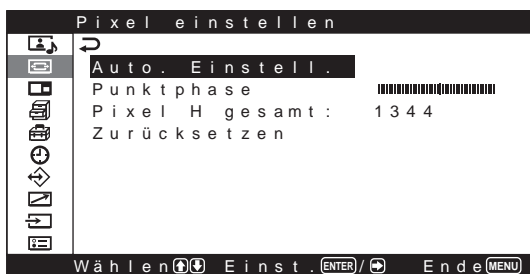 Pixel einstellen
Auto. Einstell.
Punktphase
Pixel H gesamt: 1344
Zurücksetzen
Wählen Einst. ENTER / Ende MENU